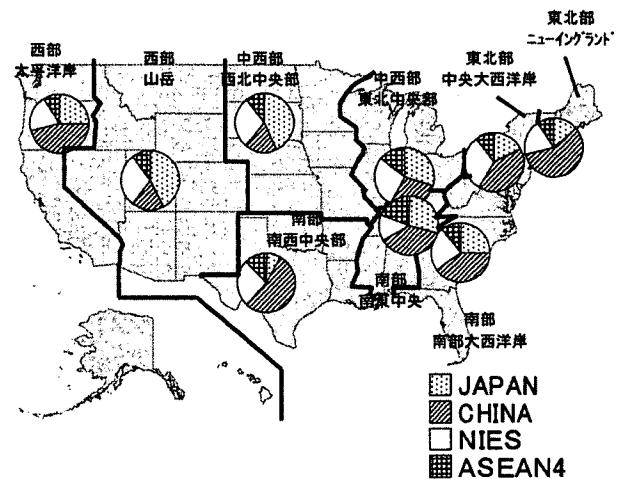 東北部
ニューイングランド
西部
太平洋岸
西部
山岳
中西部
西北中央部
中西部
東北中央部
東北部
中央大西洋岸
南部
南西中央部
南部
南東中央
南部
南部大西洋岸
JAPAN
CHINA
NIES
ASEAN4